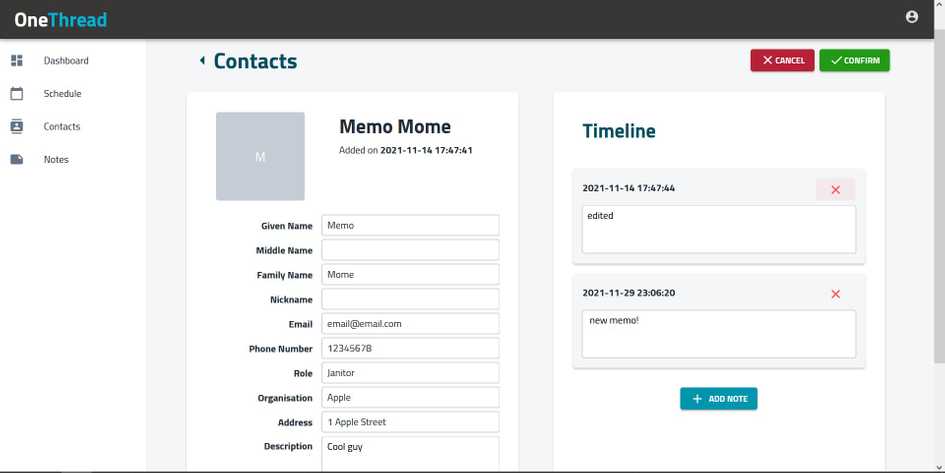 OneThread
Dashboard
Schedule
Contacts
Notes
Contacts
CANCEL
CONFIRM
M
Memo Mome
Added on 2021-11-14 17:47:41
Given Name Memo
Middle Name
Family Name Mome
Nickname
Email email@email.com
Phone Number 12345678
Role Janitor
Organisation Apple
Address 1 Apple Street
Description Cool guy
Timeline
2021-11-14 17:47:44
edited
2021-11-29 23:06:20
new memo!
ADD NOTE